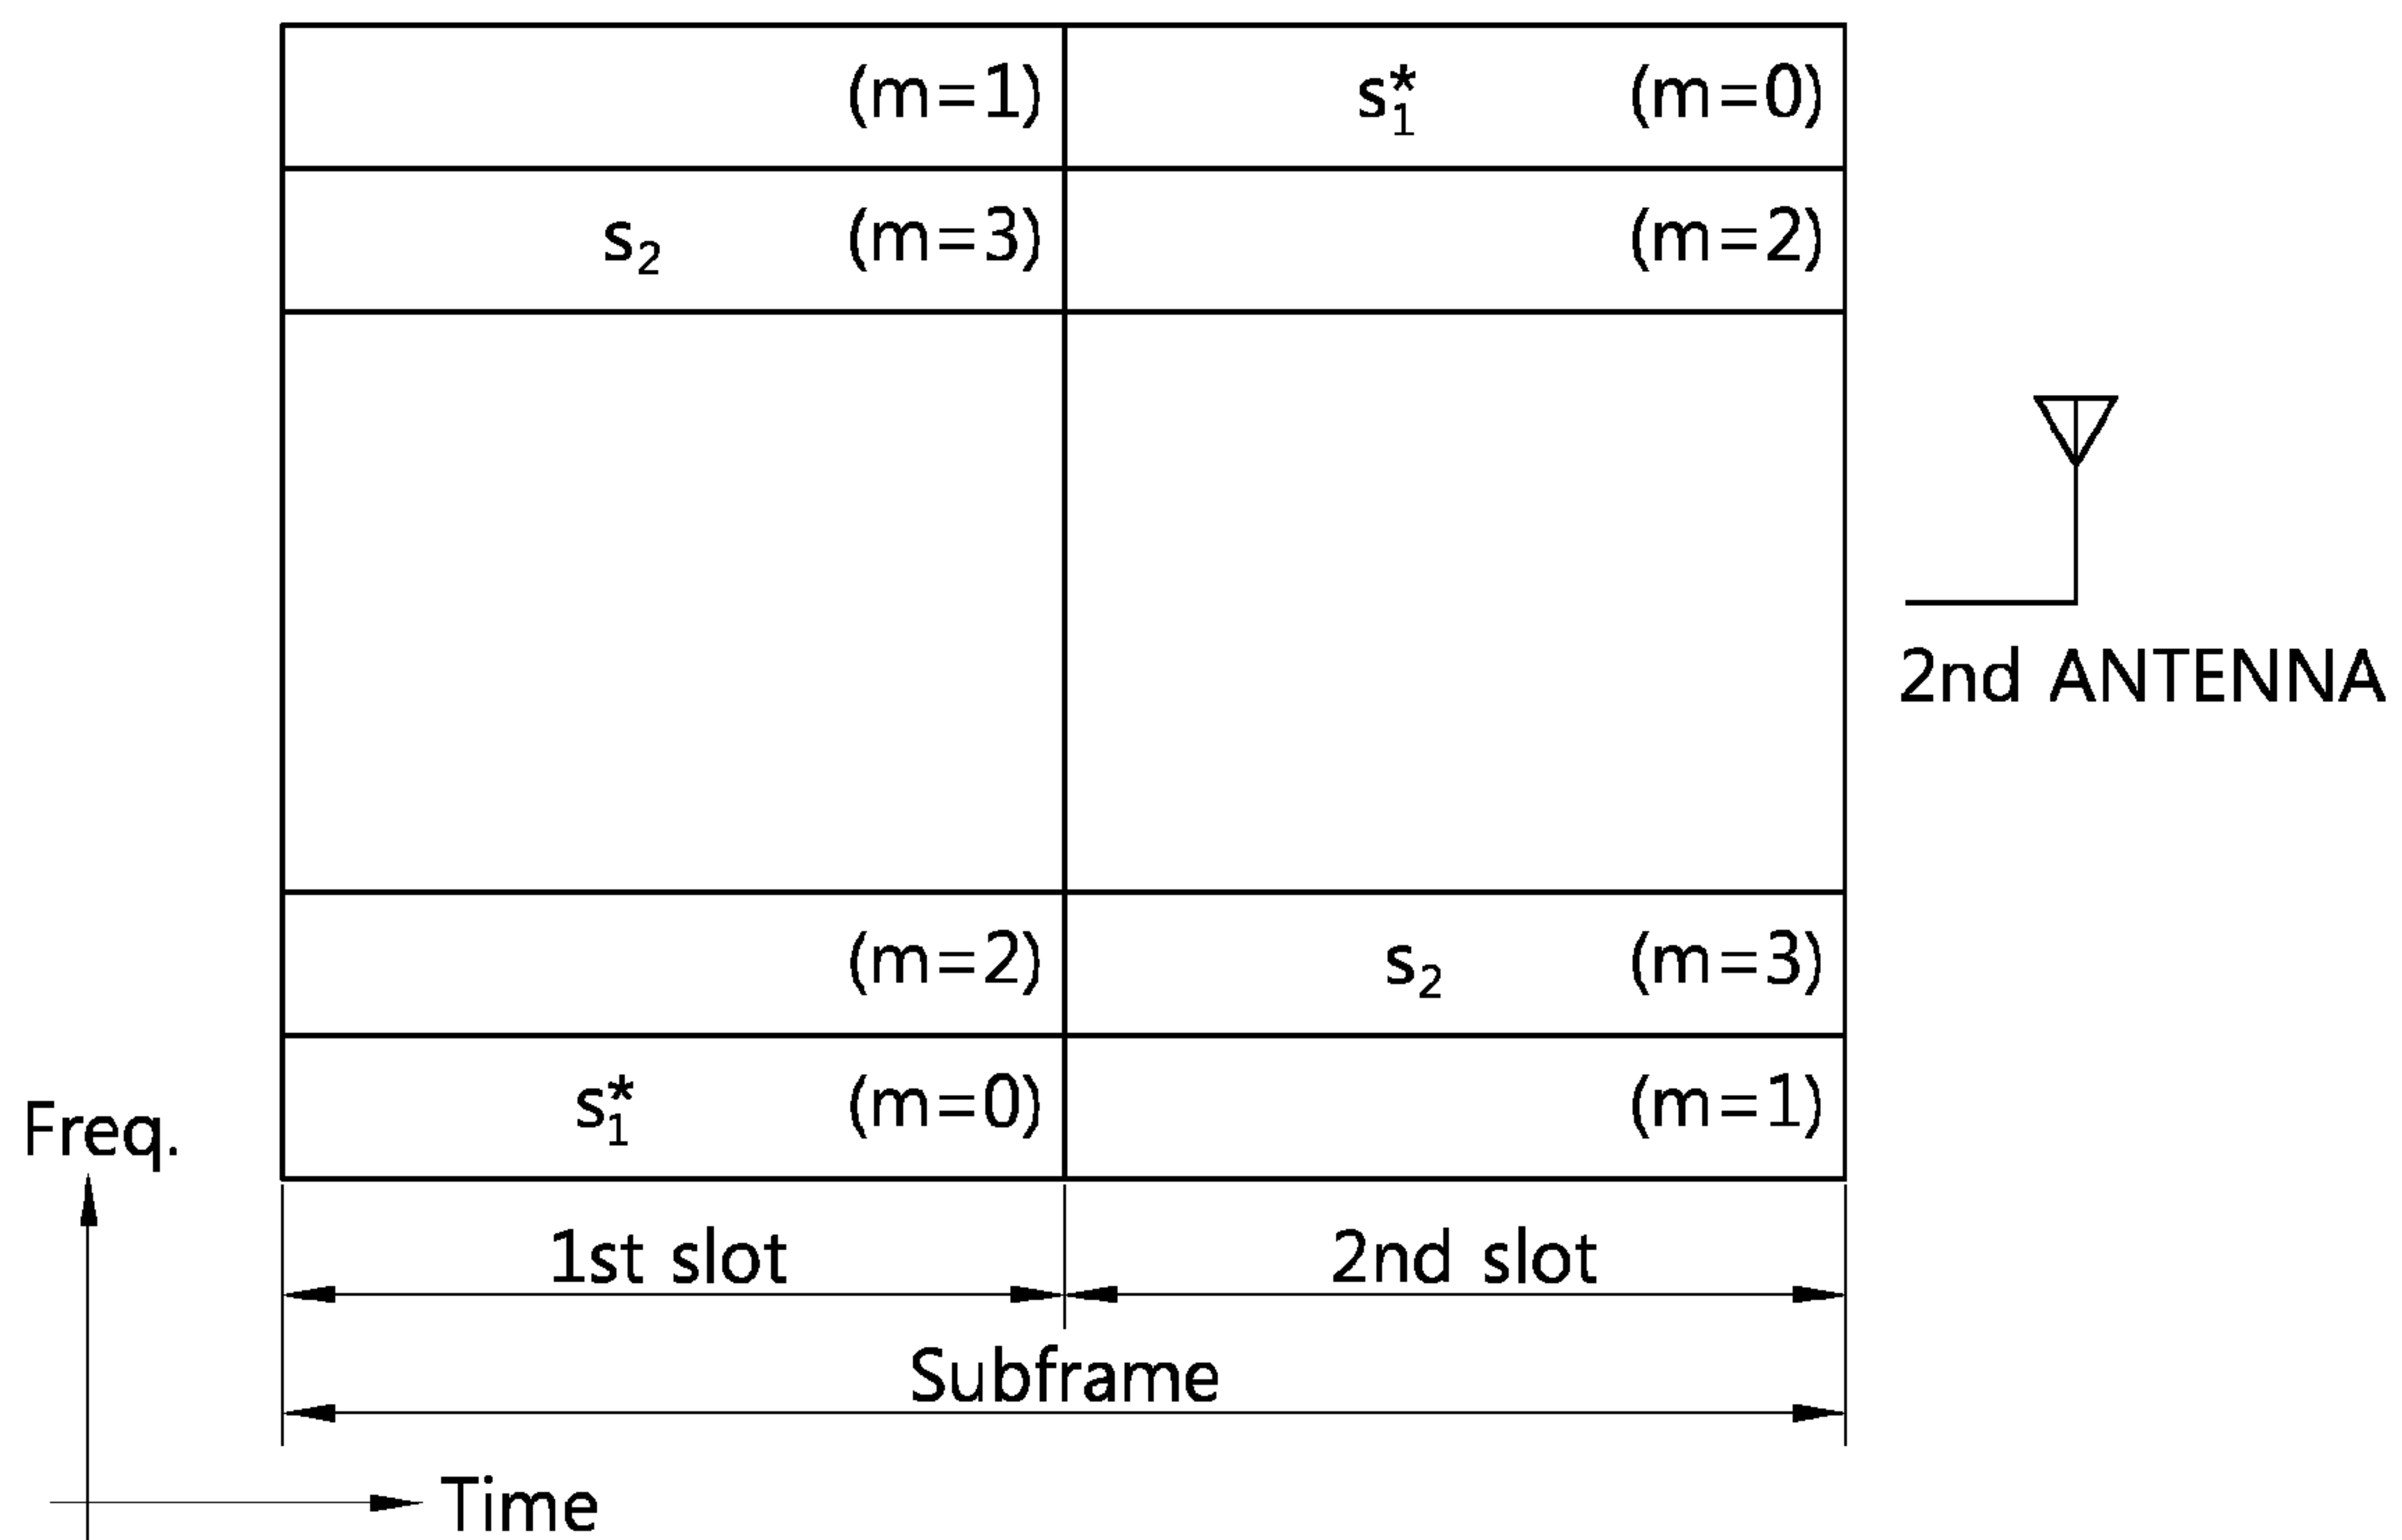 (m=1) s₁* (m=0)
s₂ (m=3) (m=2)
2nd ANTENNA
(m=2) s₂ (m=3)
s₁* (m=0) (m=1)
Freq.
1st slot 2nd slot
Subframe
Time